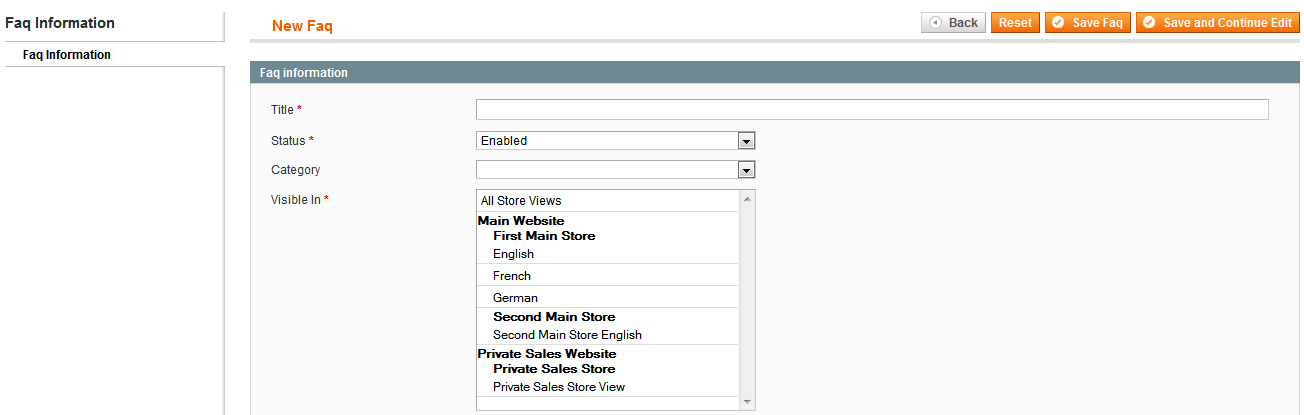 Faq Information
Faq Information
New Faq
Back
Reset
Save Faq
Save and Continue Edit
Faq information
Title *
Status *
Enabled
Category
Visible In *
All Store Views
Main Website
First Main Store
English
French
German
Second Main Store
Second Main Store English
Private Sales Website
Private Sales Store
Private Sales Store View